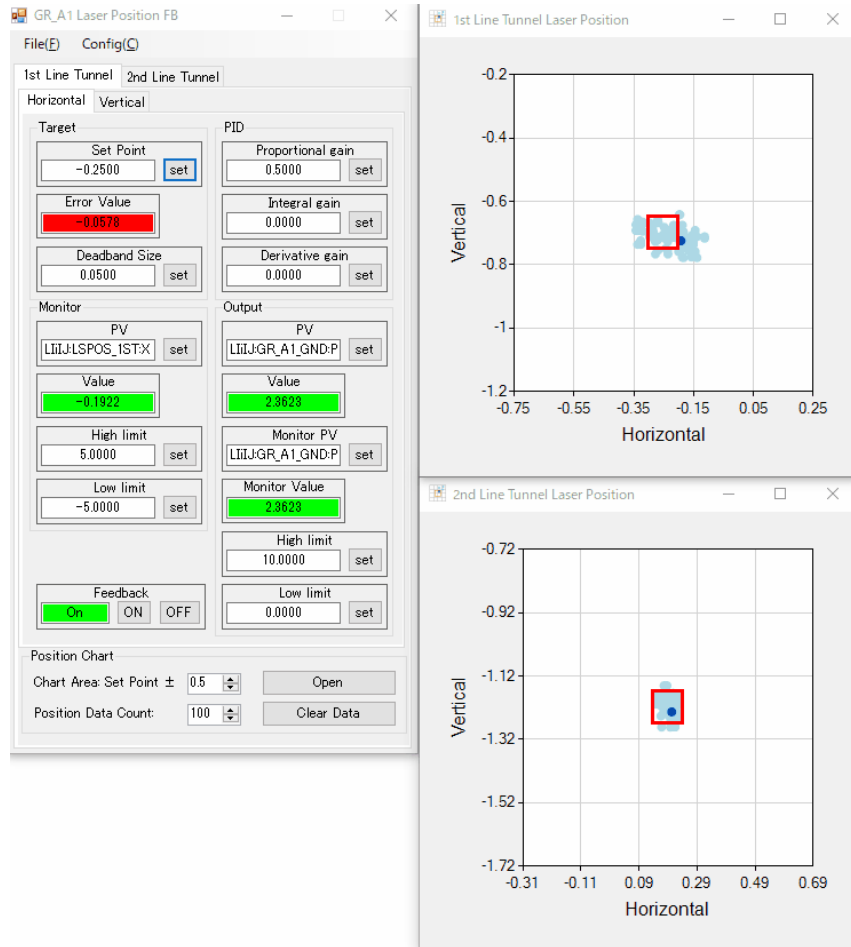 GR_A1 Laser Position FB
File(F) Config(C)
1st Line Tunnel 2nd Line Tunnel
Horizontal Vertical
Target
Set Point
-0.2500 set
Error Value
-0.0578
Deadband Size
0.0500 set
Monitor
PV
LIiIJ:LSPOS_1ST:X set
Value
-0.1922
High limit
5.0000 set
Low limit
-5.0000 set
Feedback
On ON OFF
PID
Proportional gain
0.5000 set
Integral gain
0.0000 set
Derivative gain
0.0000 set
Output
PV
LIiIJ:GR_A1_GND:P set
Value
2.3623
Monitor PV
LIiIJ:GR_A1_GND:P set
Monitor Value
2.3623
High limit
10.0000 set
Low limit
0.0000 set
Position Chart
Chart Area: Set Point ± 0.5 Open
Position Data Count: 100 Clear Data
1st Line Tunnel Laser Position
-0.2
-0.4
-0.6
-0.8
-1
-1.2
Vertical
-0.75 -0.55 -0.35 -0.15 0.05 0.25
Horizontal
2nd Line Tunnel Laser Position
-0.72
-0.92
-1.12
-1.32
-1.52
-1.72
Vertical
-0.31 -0.11 0.09 0.29 0.49 0.69
Horizontal